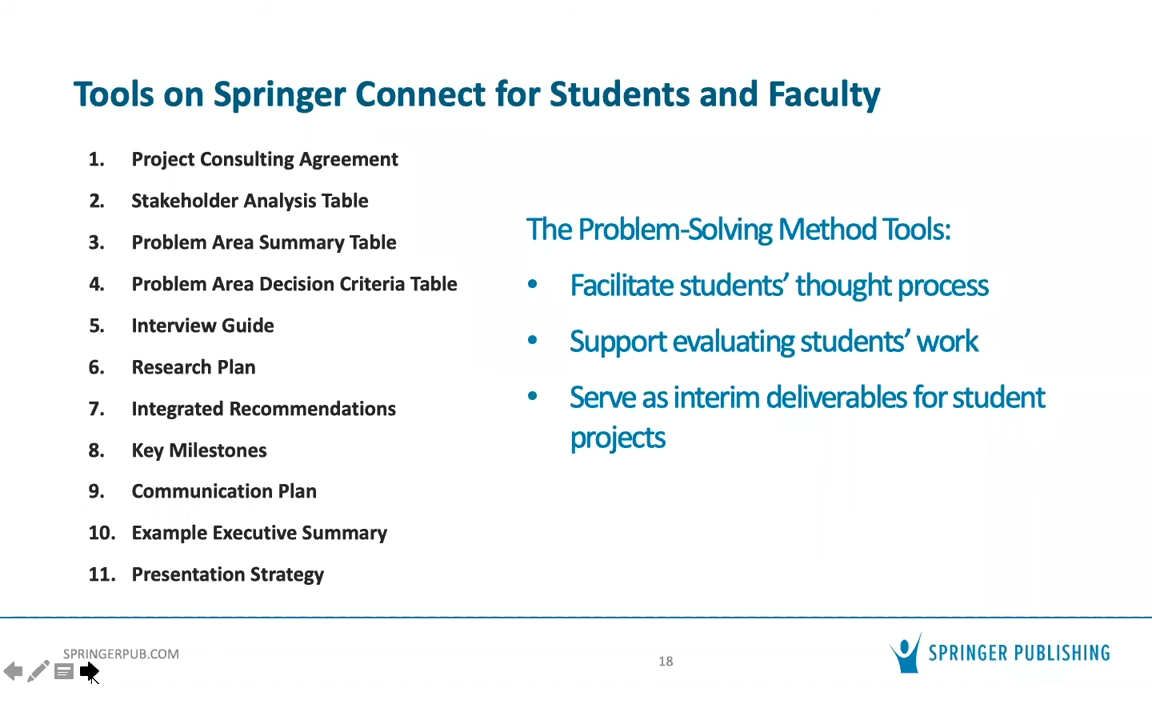 Tools on Springer Connect for Students and Faculty
1. Project Consulting Agreement
2. Stakeholder Analysis Table
3. Problem Area Summary Table
4. Problem Area Decision Criteria Table
5. Interview Guide
6. Research Plan
7. Integrated Recommendations
8. Key Milestones
9. Communication Plan
10. Example Executive Summary
11. Presentation Strategy
The Problem-Solving Method Tools:
• Facilitate students’ thought process
• Support evaluating students’ work
• Serve as interim deliverables for student
projects
SPRINGERPUB.COM
18
SPRINGER PUBLISHING